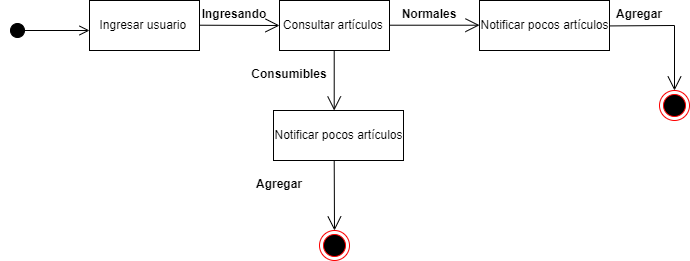 Ingresar usuario
Ingresando
Consultar artículos
Normales
Notificar pocos artículos
Agregar
Consumibles
Notificar pocos artículos
Agregar